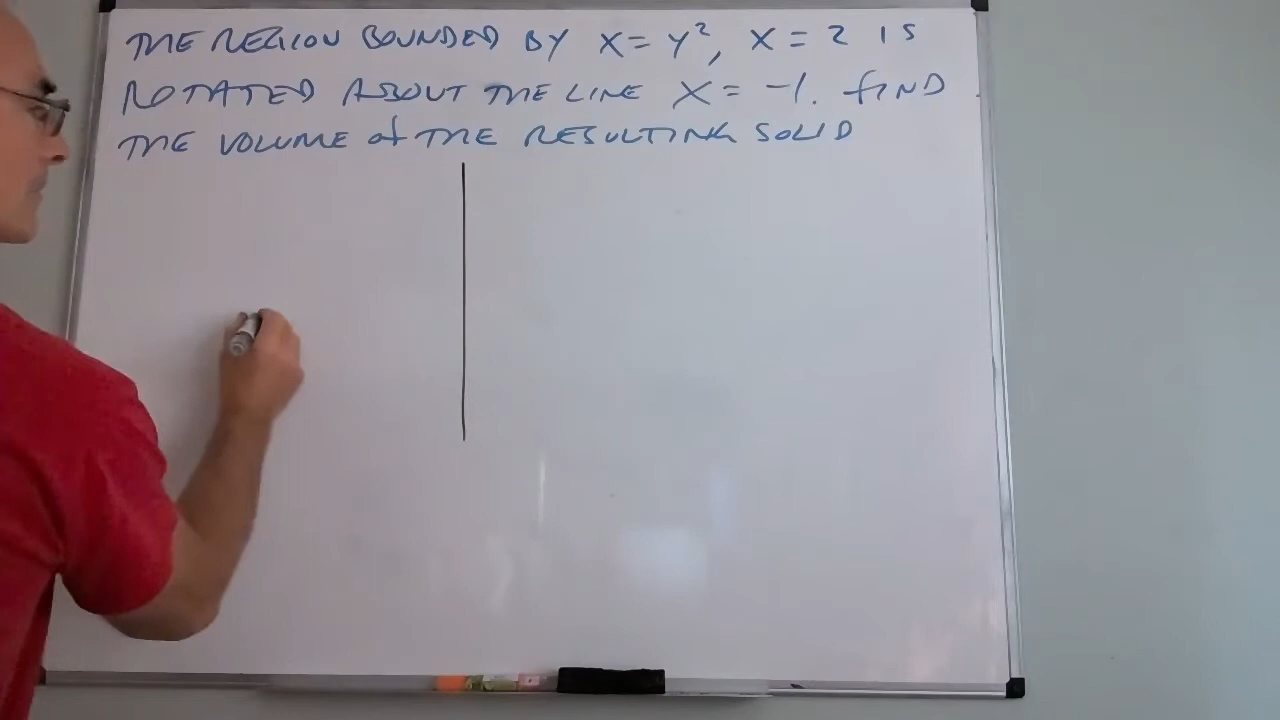 THE REGION BOUNDED BY X = Y², X = 2 IS
ROTATED ABOUT THE LINE X = -1. FIND
THE VOLUME of THE RESULTING SOLID